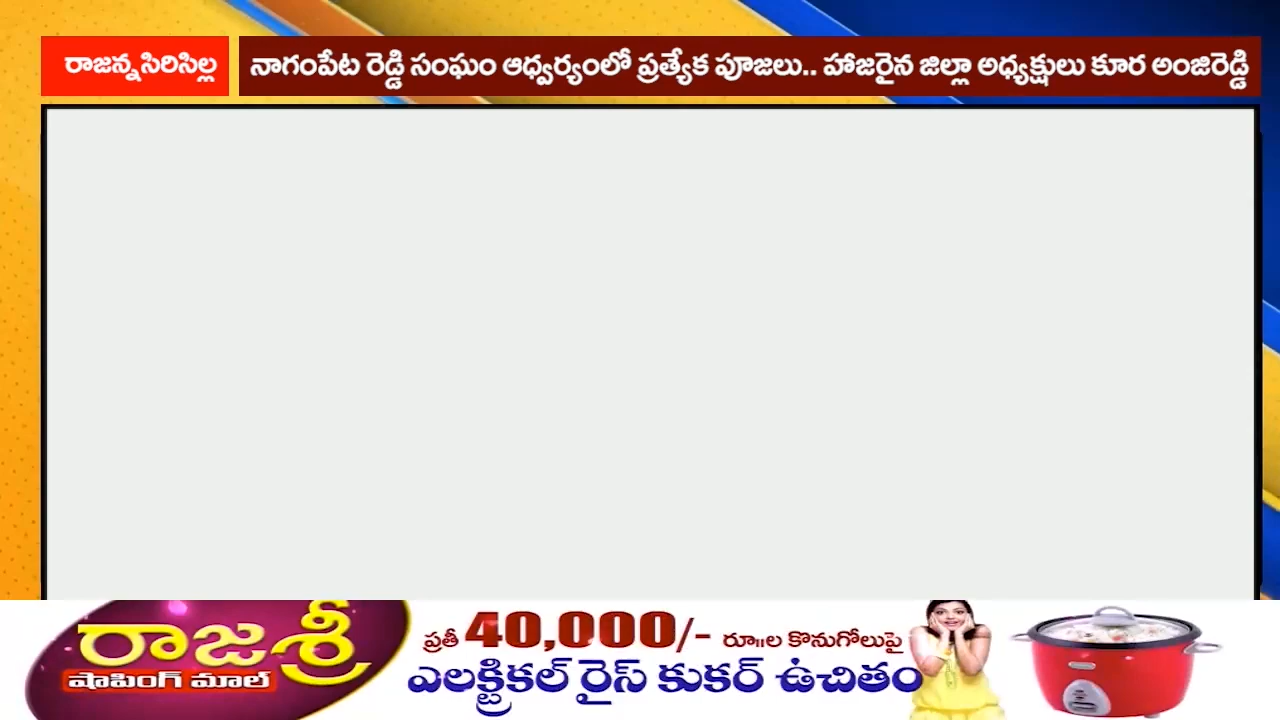 రాజన్నసిరిసిల్ల
నాగంపేట రెడ్డి సంఘం ఆధ్వర్యంలో ప్రత్యేక పూజలు.. హాజరైన జిల్లా అధ్యక్షులు కూర అంజిరెడ్డి
రాజశ్రీ
షాపింగ్ మాల్
ప్రతీ 40,000/- రూ॥ల కొనుగోలుపై
ఎలక్ట్రికల్ రైస్ కుకర్ ఉచితం